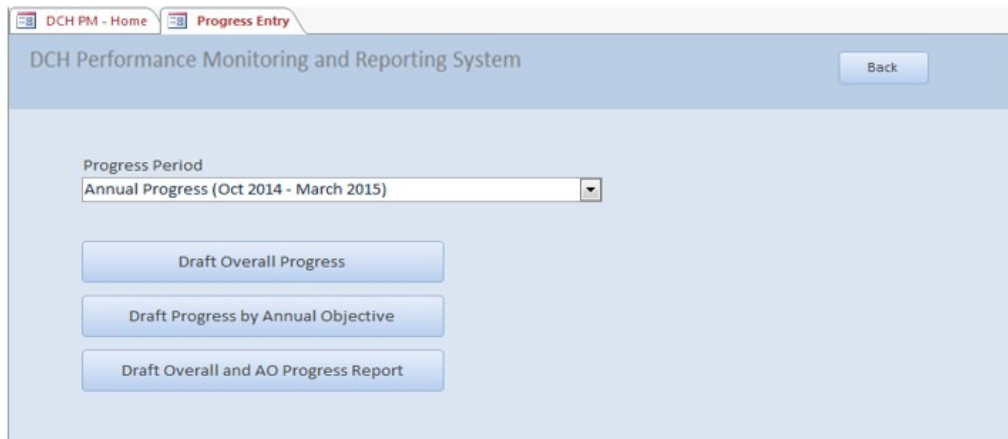 DCH PM - Home Progress Entry
DCH Performance Monitoring and Reporting System
Back
Progress Period
Annual Progress (Oct 2014 - March 2015)
Draft Overall Progress
Draft Progress by Annual Objective
Draft Overall and AO Progress Report